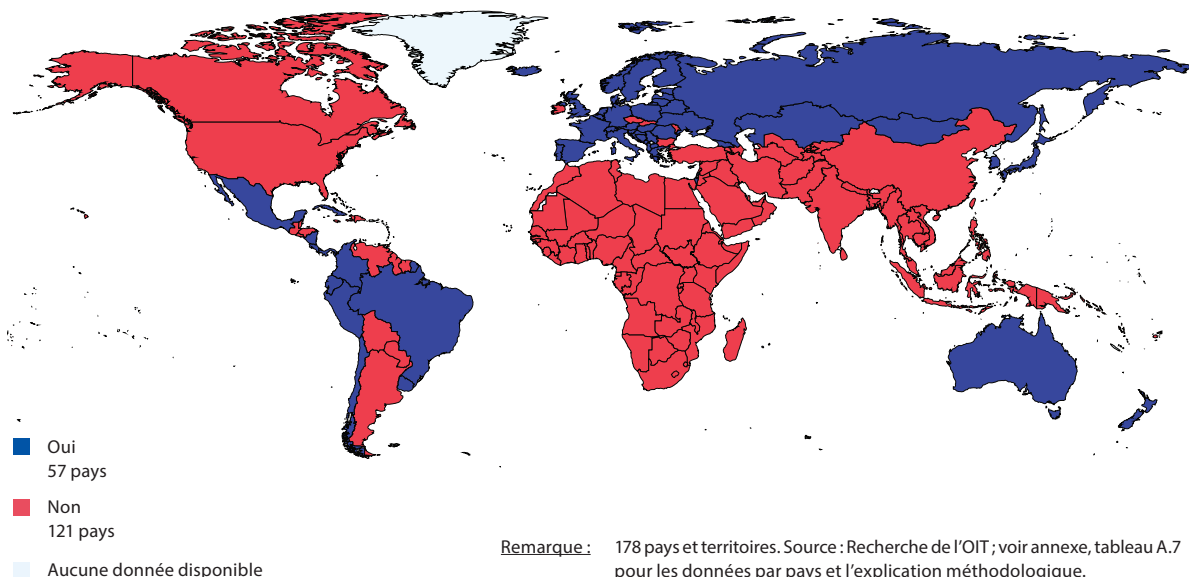 Oui
57 pays
Non
121 pays
Aucune donnée disponible
Remarque : 178 pays et territoires. Source : Recherche de l'OIT ; voir annexe, tableau A.7
pour les données par pays et l'explication méthodologique.